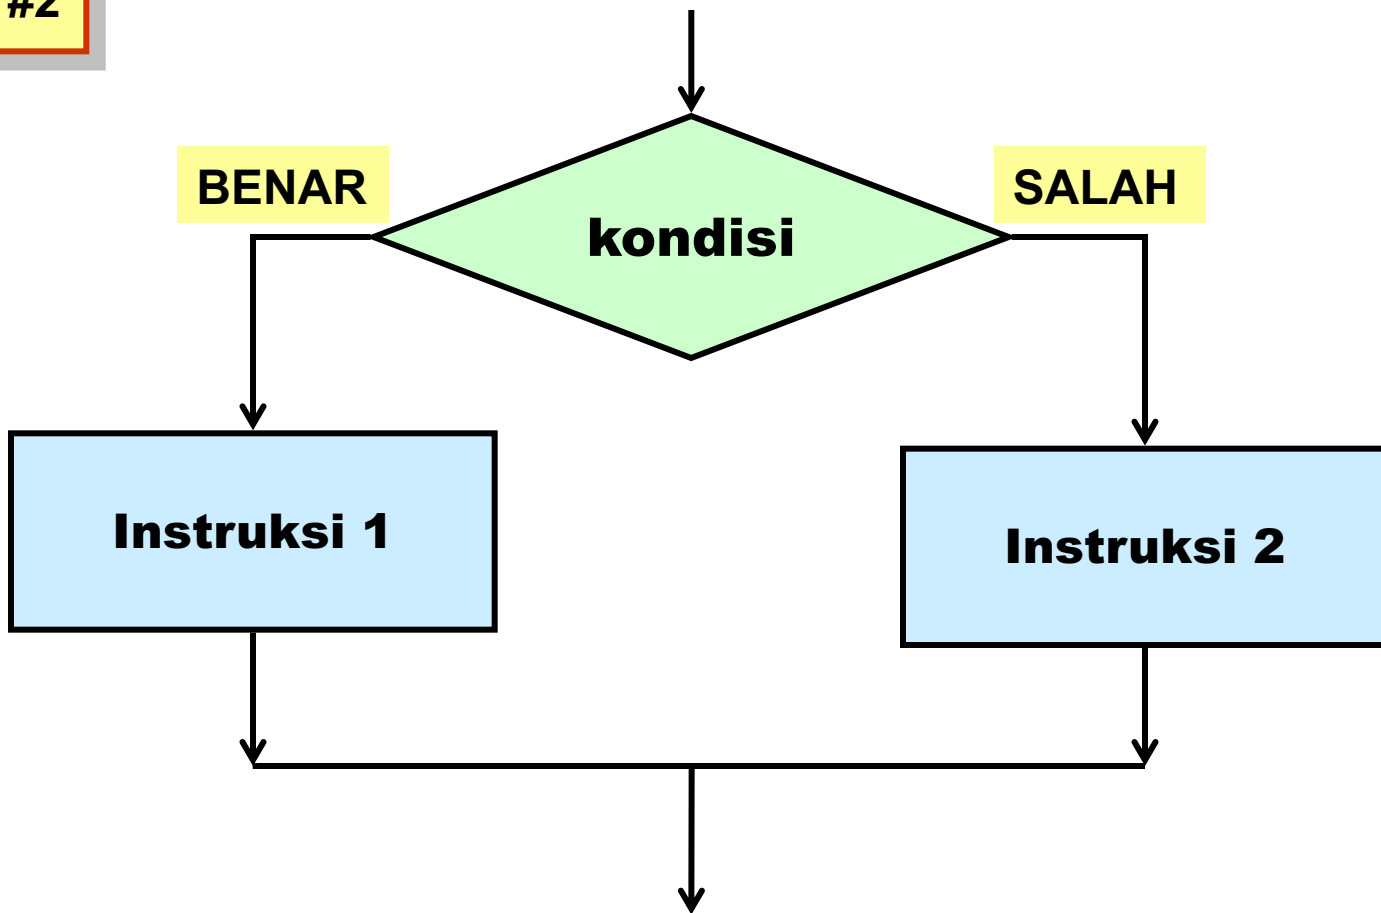 #2
BENAR
SALAH
kondisi
Instruksi 1
Instruksi 2